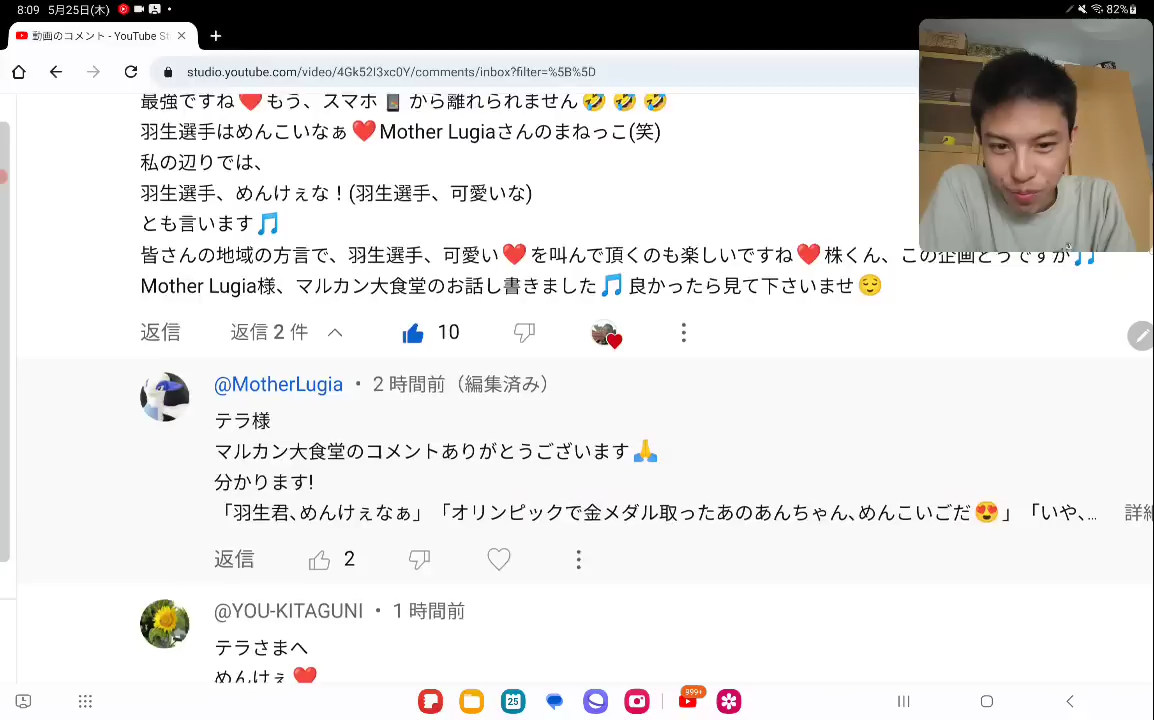 8:09 5月25日(木)
82%
動画のコメント - YouTube St
studio.youtube.com/video/4Gk52I3xc0Y/comments/inbox?filter=%5B%5D
最強ですね❤️もう、スマホ📱から離れられません🤣🤣🤣
羽生選手はめんこいなぁ❤️Mother Lugiaさんのまねっこ(笑)
私の辺りでは、
羽生選手、めんけぇな！(羽生選手、可愛いな)
とも言います🎵
皆さんの地域の方言で、羽生選手、可愛い❤️を叫んで頂くのも楽しいですね❤️株くん、この企画どうですか🎵
Mother Lugia様、マルカン大食堂のお話し書きました🎵良かったら見て下さいませ😌
返信 返信 2 件 10
@MotherLugia • 2 時間前（編集済み）
テラ様
マルカン大食堂のコメントありがとうございます🙏
分かります!
「羽生君、めんけぇなぁ」「オリンピックで金メダル取ったあのあんちゃん、めんこいごだ😍」「いや、... 詳細
返信 2
@YOU-KITAGUNI • 1 時間前
テラさまへ
めんけぇ❤️
25
999+